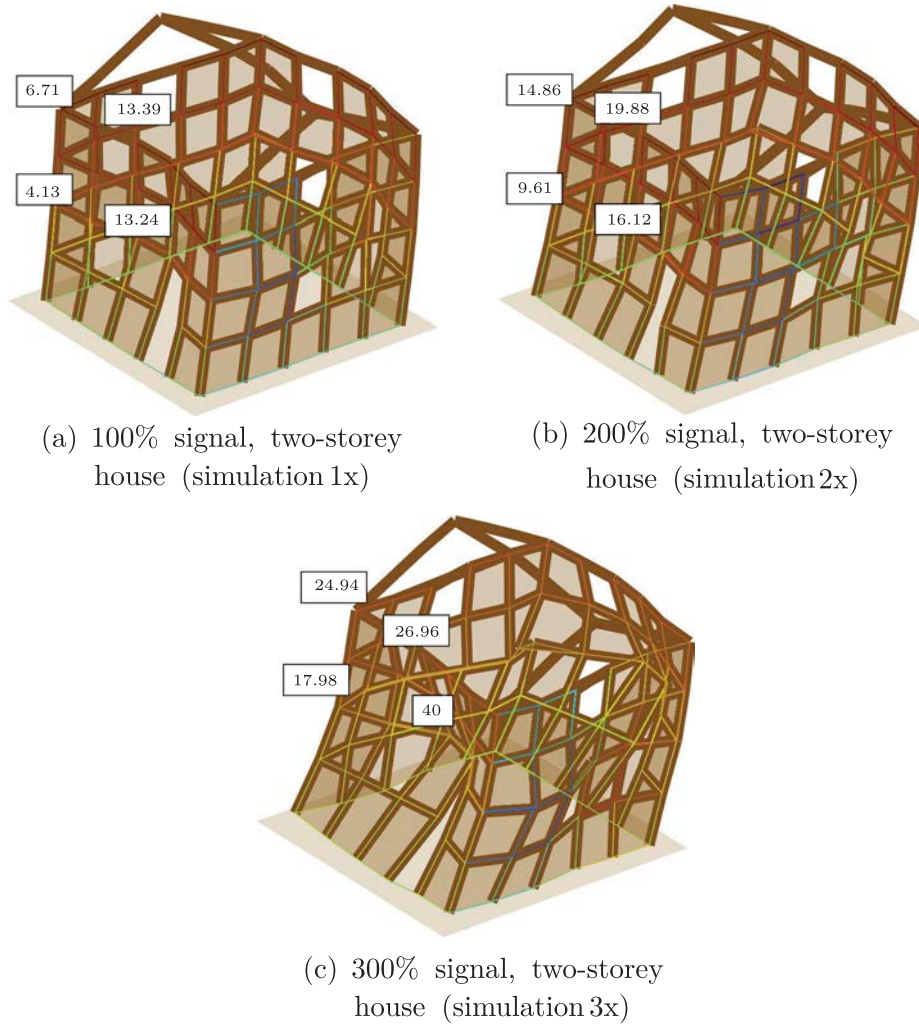 6.71
13.39
4.13
13.24
14.86
19.88
9.61
16.12
(a) 100% signal, two-storey
house (simulation 1x)
(b) 200% signal, two-storey
house (simulation 2x)
24.94
26.96
17.98
40
(c) 300% signal, two-storey
house (simulation 3x)